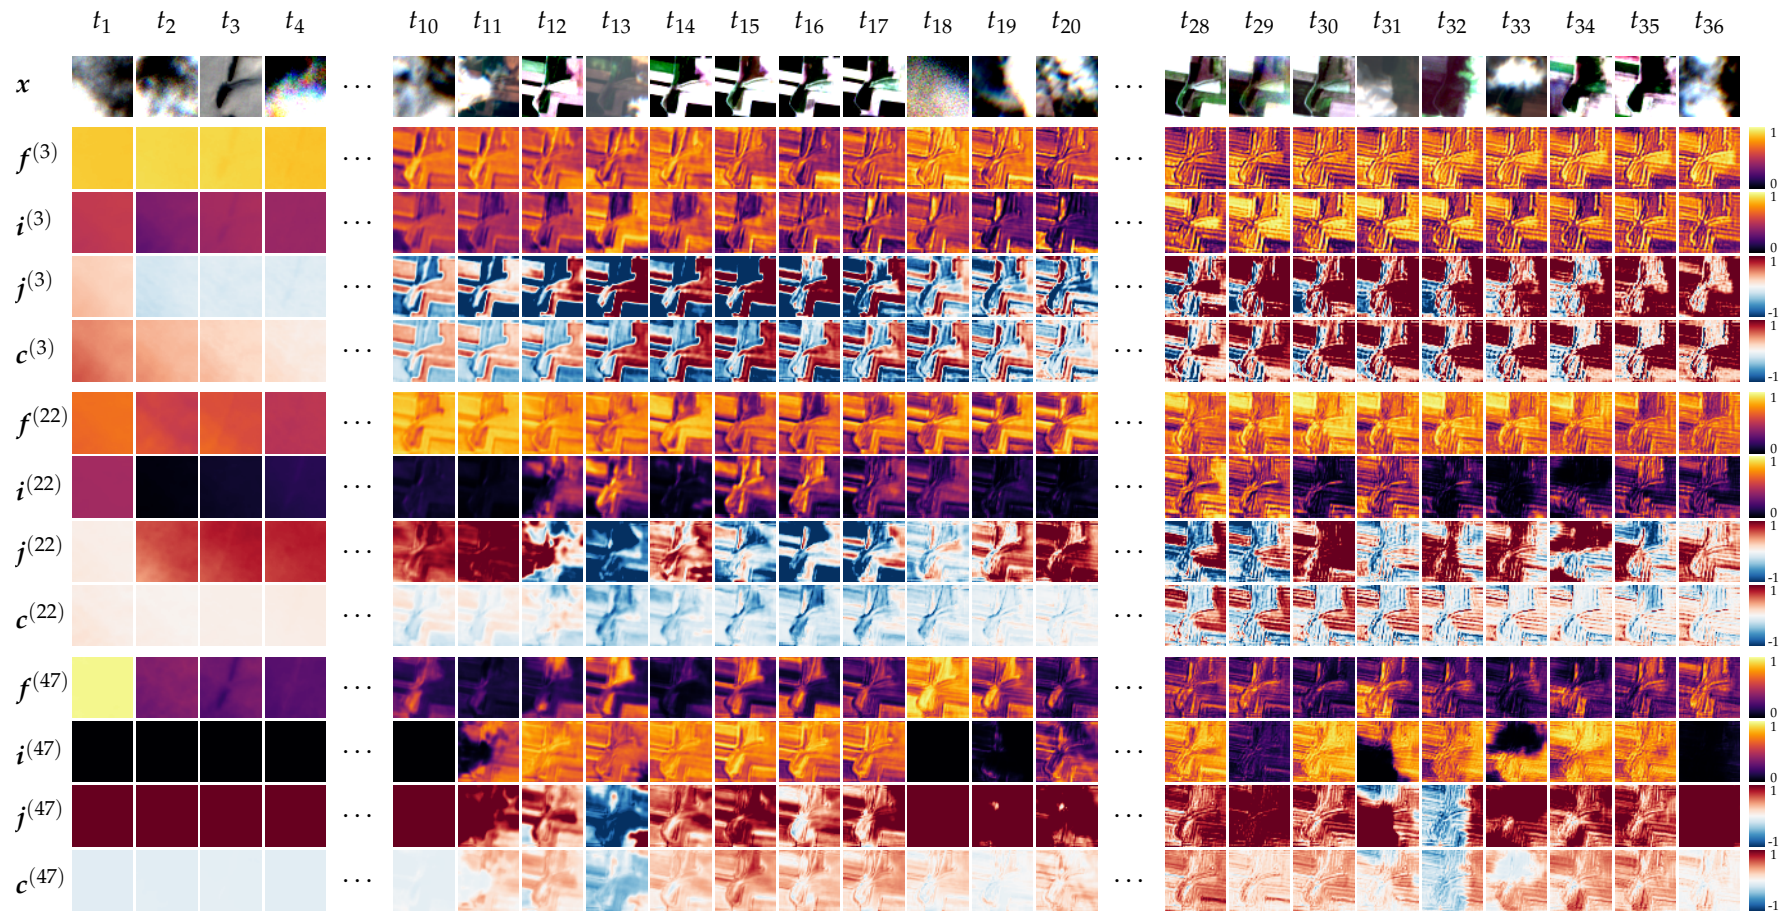 t₁ t₂ t₃ t₄ t₁₀ t₁₁ t₁₂ t₁₃ t₁₄ t₁₅ t₁₆ t₁₇ t₁₈ t₁₉ t₂₀ t₂₈ t₂₉ t₃₀ t₃₁ t₃₂ t₃₃ t₃₄ t₃₅ t₃₆
x ... ...
f⁽³⁾ ... ... 1 0
i⁽³⁾ ... ... 1 0
j⁽³⁾ ... ... 1 -1
c⁽³⁾ ... ... 1 -1
f⁽²²⁾ ... ... 1 0
i⁽²²⁾ ... ... 1 0
j⁽²²⁾ ... ... 1 -1
c⁽²²⁾ ... ... 1 -1
f⁽⁴⁷⁾ ... ... 1 0
i⁽⁴⁷⁾ ... ... 1 0
j⁽⁴⁷⁾ ... ... 1 -1
c⁽⁴⁷⁾ ... ... 1 -1